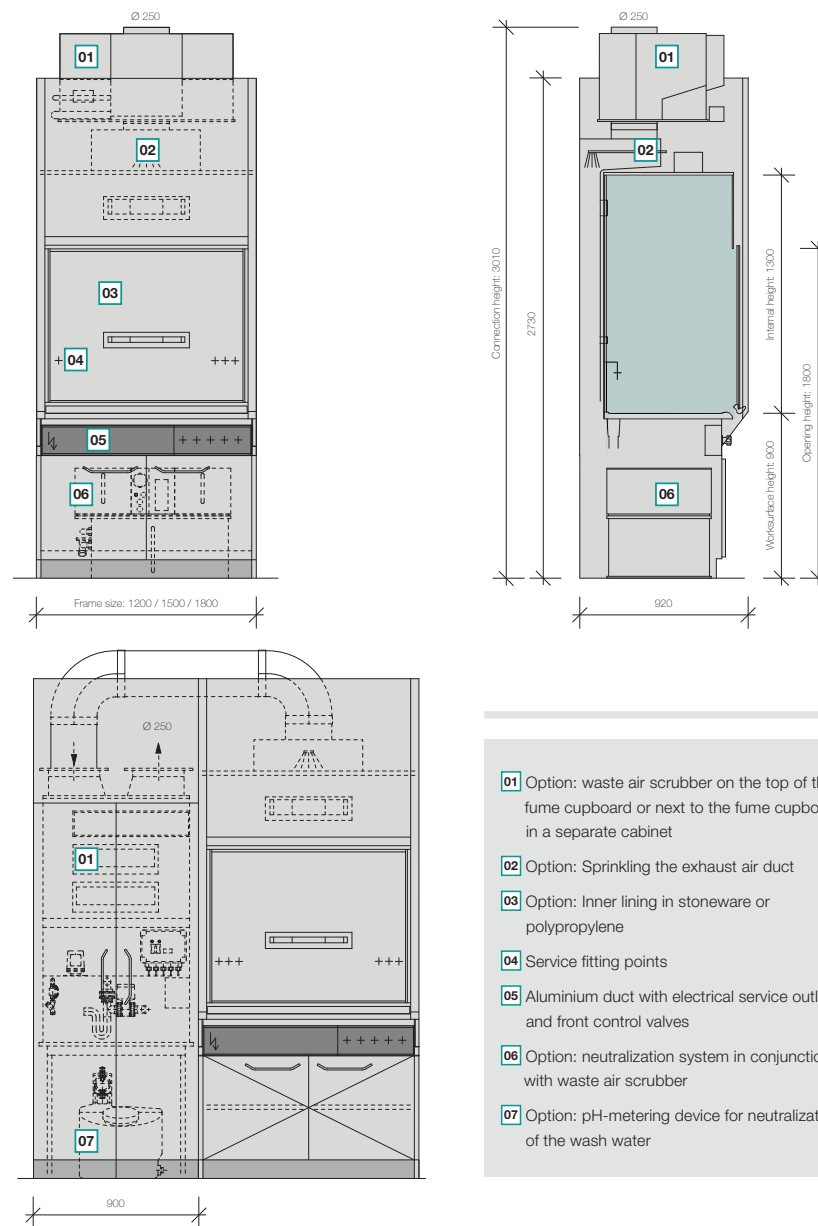 Ø 250
01
02
03
04
05
06
Frame size: 1200 / 1500 / 1800
Ø 250
01
02
06
Connection height: 3010
2730
Internal height: 1300
Opening height: 1800
Worksurface height: 900
920
Ø 250
01
07
900
01 Option: waste air scrubber on the top of
fume cupboard or next to the fume
in a separate cabinet
02 Option: Sprinkling the exhaust air duct
03 Option: Inner lining in stoneware or
polypropylene
04 Service fitting points
05 Aluminium duct with electrical service
and front control valves
06 Option: neutralization system in
with waste air scrubber
07 Option: pH-metering device for
of the wash water